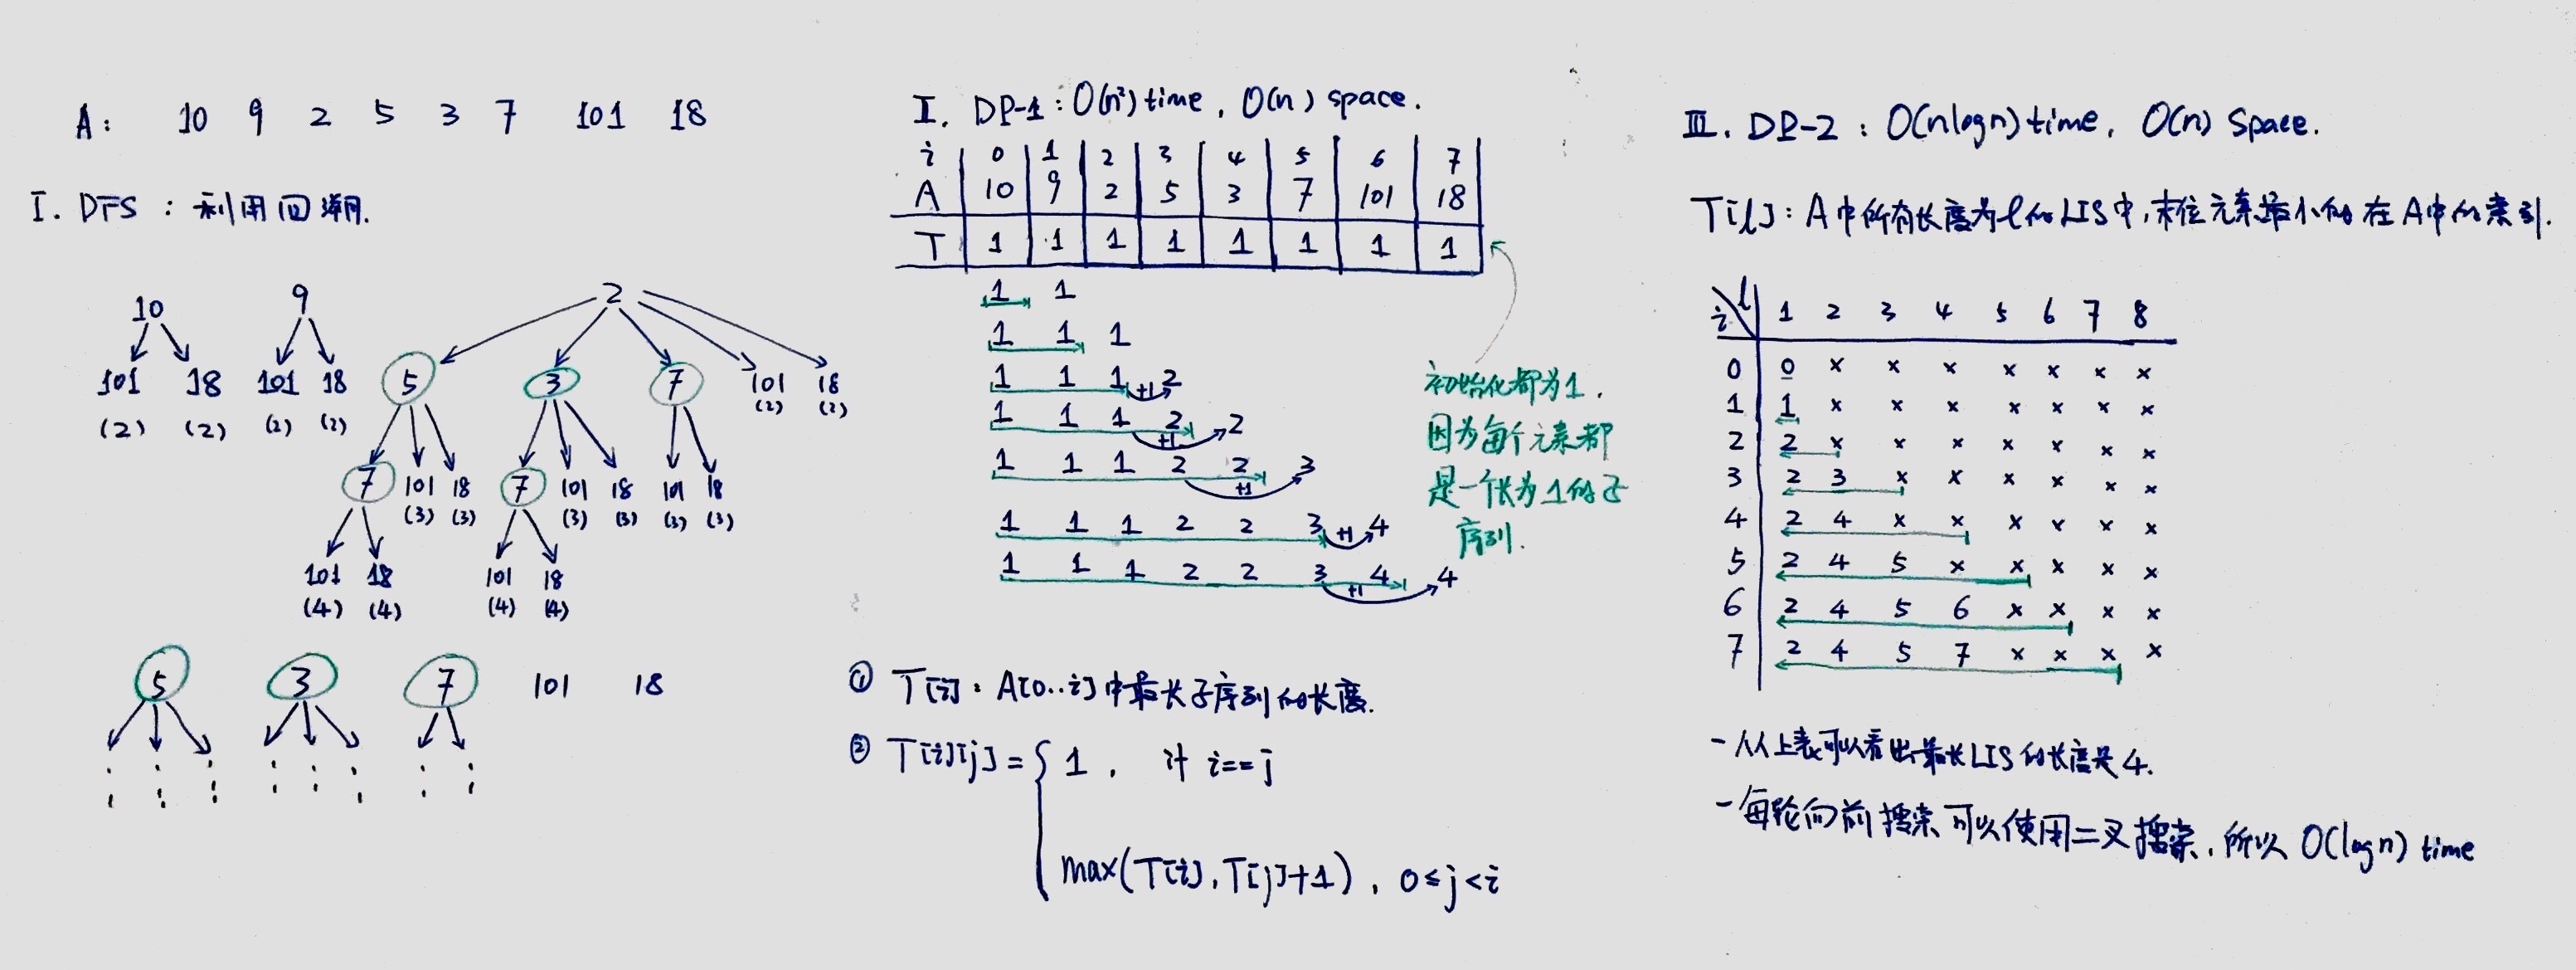 A: 10 9 2 5 3 7 101 18
I. DFS : 利用回溯.
10 9 2
101 18 101 18 5 3 7 101 18
(2) (2) (2) (2) (2) (2)
7 101 18 7 101 18 101 18
(3) (3) (3) (3) (3) (3)
101 18 101 18
(4) (4) (4) (4)
5 3 7 101 18
II. DP-1 : O(n²) time, O(n) space.
i 0 1 2 3 4 5 6 7
A 10 9 2 5 3 7 101 18
T 1 1 1 1 1 1 1 1
1 1
1 1 1
1 1 1 +1 2
1 1 1 2 +1 2
1 1 1 2 2 +1 3
1 1 1 2 2 3 +1 4
1 1 1 2 2 3 4 +1 4
初始化都为1.
因为每个元素都
是一个长为1的子
序列.
① T[i] : A[0..i]中最长子序列的长度.
② T[i][j] = { 1 , if i==j
max(T[i], T[j]+1) , 0≤j<i
III. DP-2 : O(nlogn) time, O(n) Space.
T[l] : A中所有长度为l的LIS中,末位元素最小的在A中的索引.
i l 1 2 3 4 5 6 7 8
0 0 x x x x x x x
1 1 x x x x x x x
2 2 x x x x x x x
3 2 3 x x x x x x
4 2 4 x x x x x x
5 2 4 5 x x x x x
6 2 4 5 6 x x x x
7 2 4 5 7 x x x x
- 从上表可以看出最长LIS的长度是4.
- 每轮向前搜索可以使用二叉搜索, 所以 O(logn) time